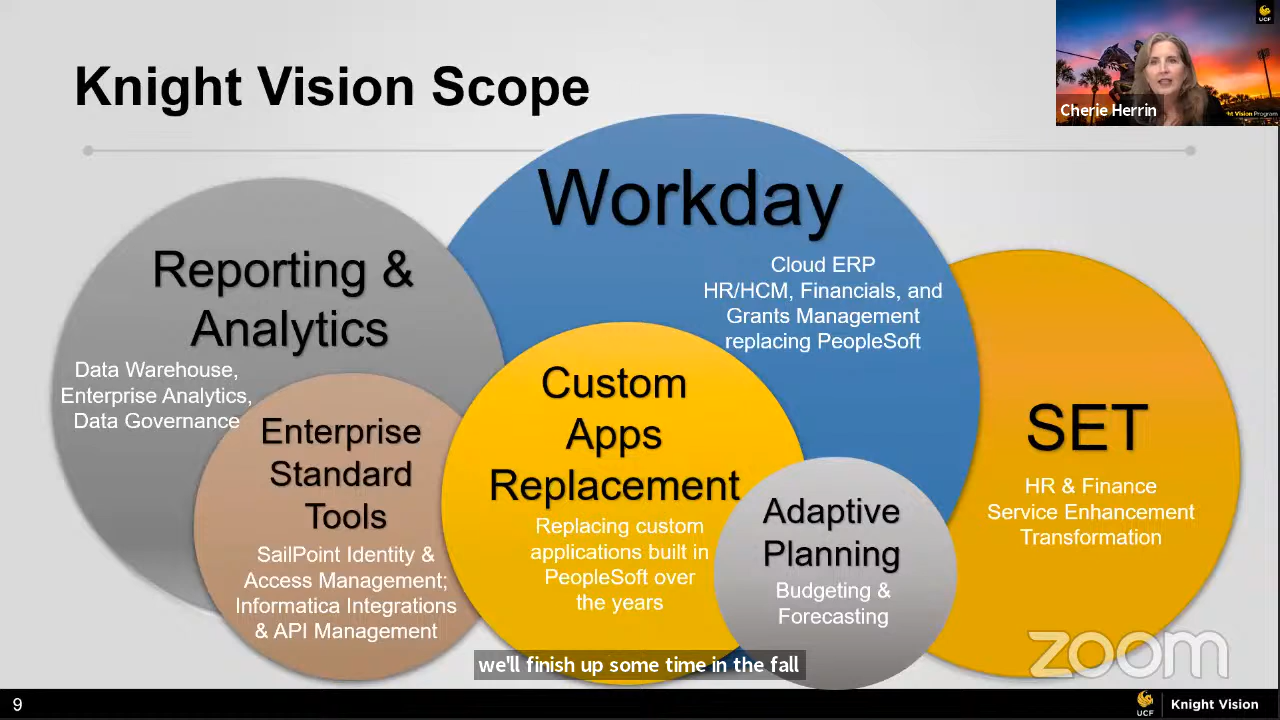 Knight Vision Scope
UCF
Cherie Herrin
Vision Program
Workday
Cloud ERP
HR/HCM, Financials, and
Grants Management
replacing PeopleSoft
Reporting &
Analytics
Data Warehouse,
Enterprise Analytics,
Data Governance
Enterprise
Standard
Tools
SailPoint Identity &
Access Management;
Informatica Integrations
& API Management
Custom
Apps
Replacement
Replacing custom
applications built in
PeopleSoft over
the years
Adaptive
Planning
Budgeting &
Forecasting
SET
HR & Finance
Service Enhancement
Transformation
zoom
we'll finish up some time in the fall
9
UCF
Knight Vision